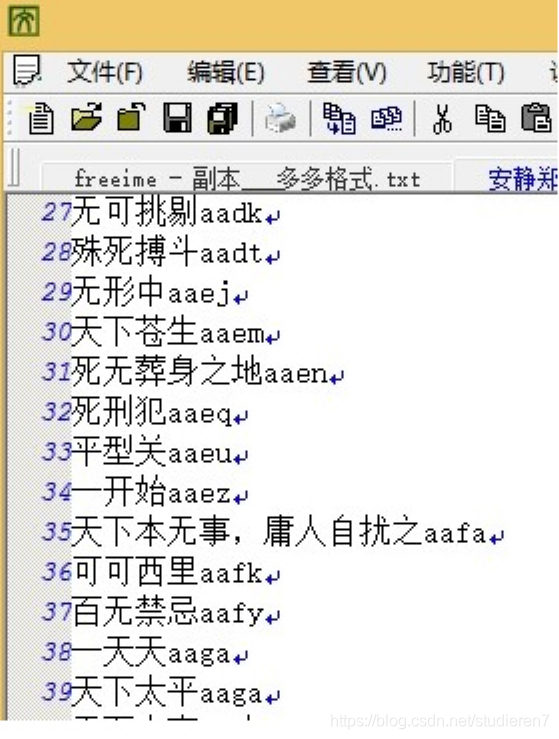 文件(F) 编辑(E) 查看(V) 功能(T)
freeime - 副本___多多格式.txt 安静郑
27无可挑剔aadk
28殊死搏斗aadt
29无形中aaej
30天下苍生aaem
31死无葬身之地aaen
32死刑犯aaeq
33平型关aaeu
34一开始aaez
35天下本无事，庸人自扰之aafa
36可可西里aafk
37百无禁忌aafy
38一天天aaga
39天下太平aaga
https://blog.csdn.net/studieren7